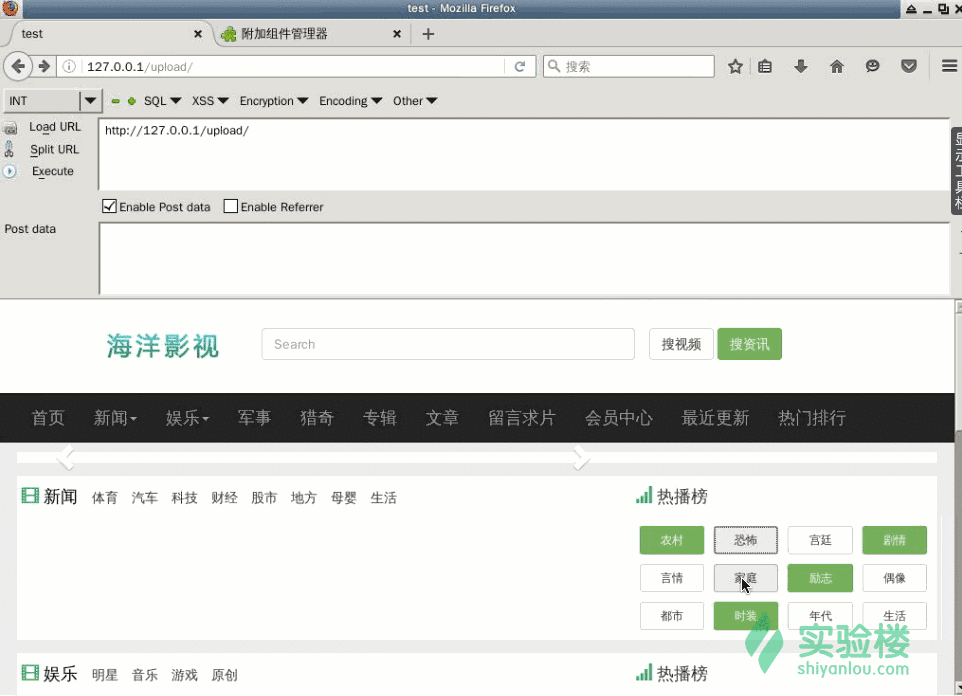 test - Mozilla Firefox
test 附加组件管理器
127.0.0.1/upload/ 搜索
INT SQL XSS Encryption Encoding Other
Load URL http://127.0.0.1/upload/
Split URL
Execute
显示工具栏
Enable Post data Enable Referrer
Post data
海洋影视 Search 搜视频 搜资讯
首页 新闻 娱乐 军事 猎奇 专辑 文章 留言求片 会员中心 最近更新 热门排行
新闻 体育 汽车 科技 财经 股市 地方 母婴 生活 热播榜
农村 恐怖 宫廷 剧情
言情 家庭 励志 偶像
都市 时装 年代 生活
实验楼
shiyanlou.com
娱乐 明星 音乐 游戏 原创 热播榜